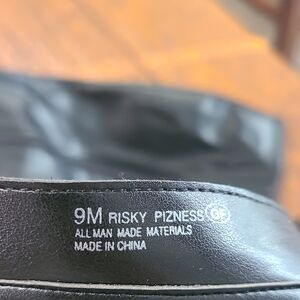 9M RISKY PIZNESS GF
ALL MAN MADE MATERIALS
MADE IN CHINA